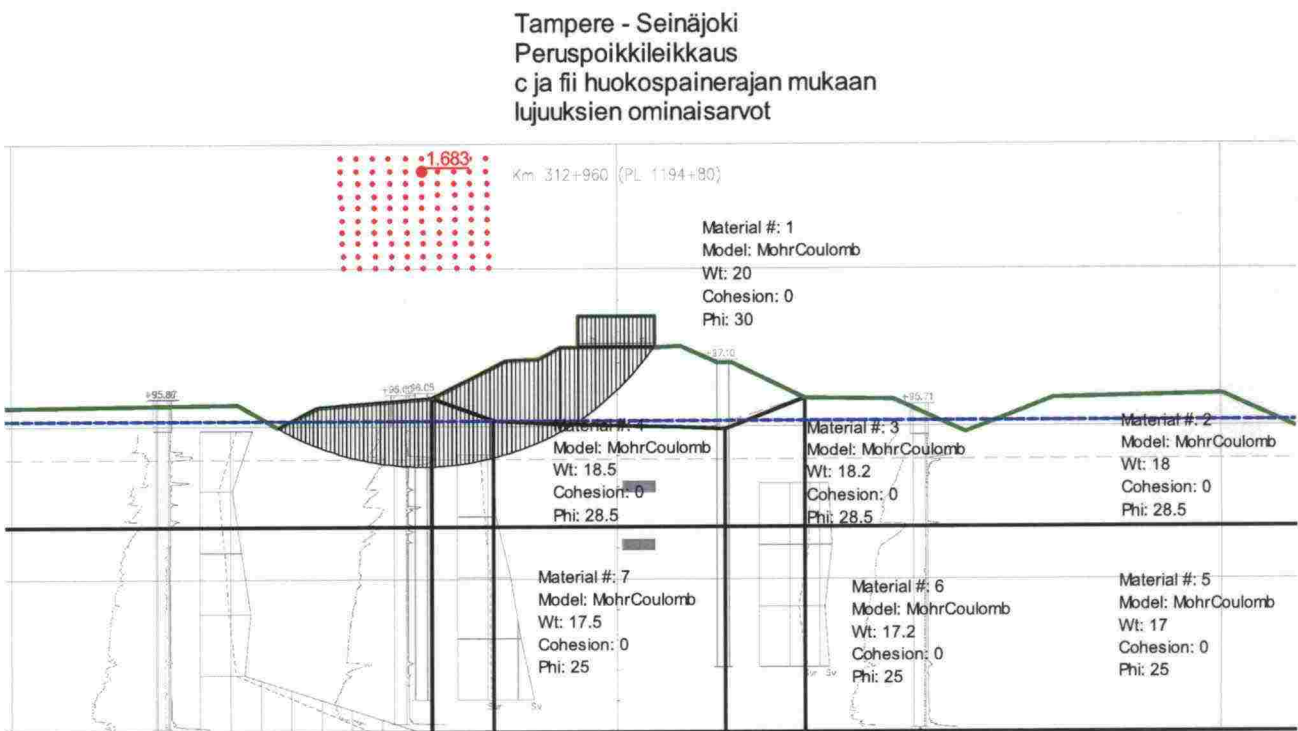 Tampere - Seinäjoki
Peruspoikkileikkaus
c ja fii huokospainerajan mukaan
lujuuksien ominaisarvot
1.683
Km 312+960 (PL 1194+80)
Material #: 1
Model: MohrCoulomb
Wt: 20
Cohesion: 0
Phi: 30
+95.71
Material #: 4
Model: MohrCoulomb
Wt: 18.5
Cohesion: 0
Phi: 28.5
Material #: 3
Model: MohrCoulomb
Wt: 18.2
Cohesion: 0
Phi: 28.5
Material #: 2
Model: MohrCoulomb
Wt: 18
Cohesion: 0
Phi: 28.5
Material #: 7
Model: MohrCoulomb
Wt: 17.5
Cohesion: 0
Phi: 25
Material #: 6
Model: MohrCoulomb
Wt: 17.2
Cohesion: 0
Phi: 25
Material #: 5
Model: MohrCoulomb
Wt: 17
Cohesion: 0
Phi: 25